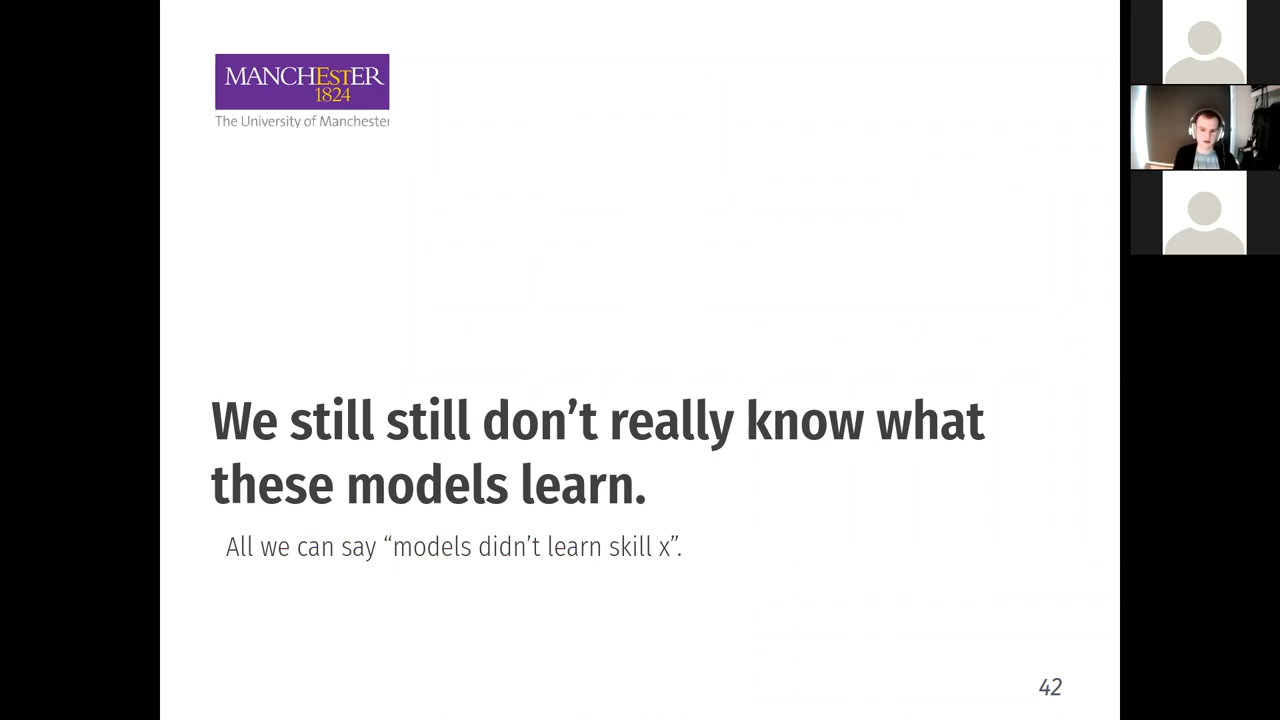 MANCHESTER
1824
The University of Manchester
We still still don’t really know what
these models learn.
All we can say “models didn’t learn skill x”.
42